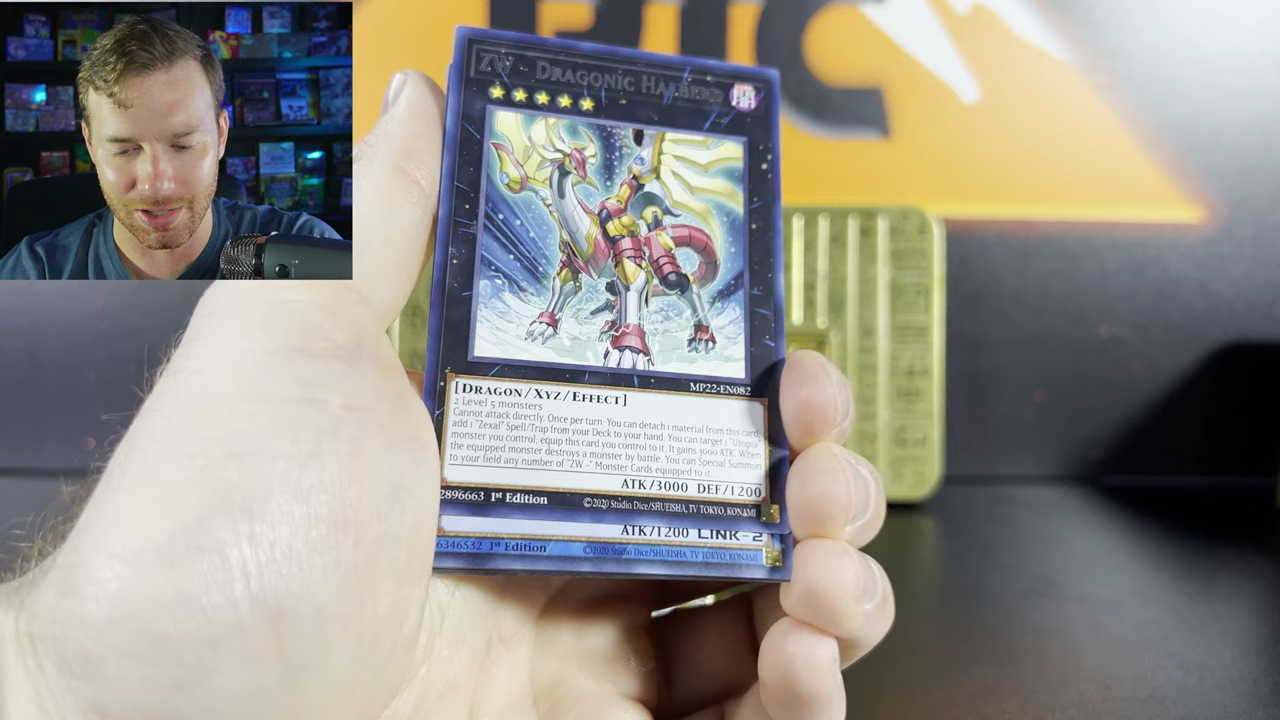 ZW - Dragonic Halberd
MP22-EN082
[Dragon/Xyz/Effect]
2 Level 5 monsters
Cannot attack directly. Once per turn: You can detach 1 material from this card;
add 1 "Zexal" Spell/Trap from your Deck to your hand. You can target 1 "Utopia"
monster you control; equip this card you control to it. It gains 3000 ATK. When
the equipped monster destroys a monster by battle: You can Special Summon
to your field any number of "ZW -" Monster Cards equipped to it.
ATK/3000 DEF/1200
2896663 1st Edition ©2020 Studio Dice/SHUEISHA, TV TOKYO, KONAMI
ATK/1200 LINK-2
6346532 1st Edition ©2020 Studio Dice/SHUEISHA, TV TOKYO, KONAMI